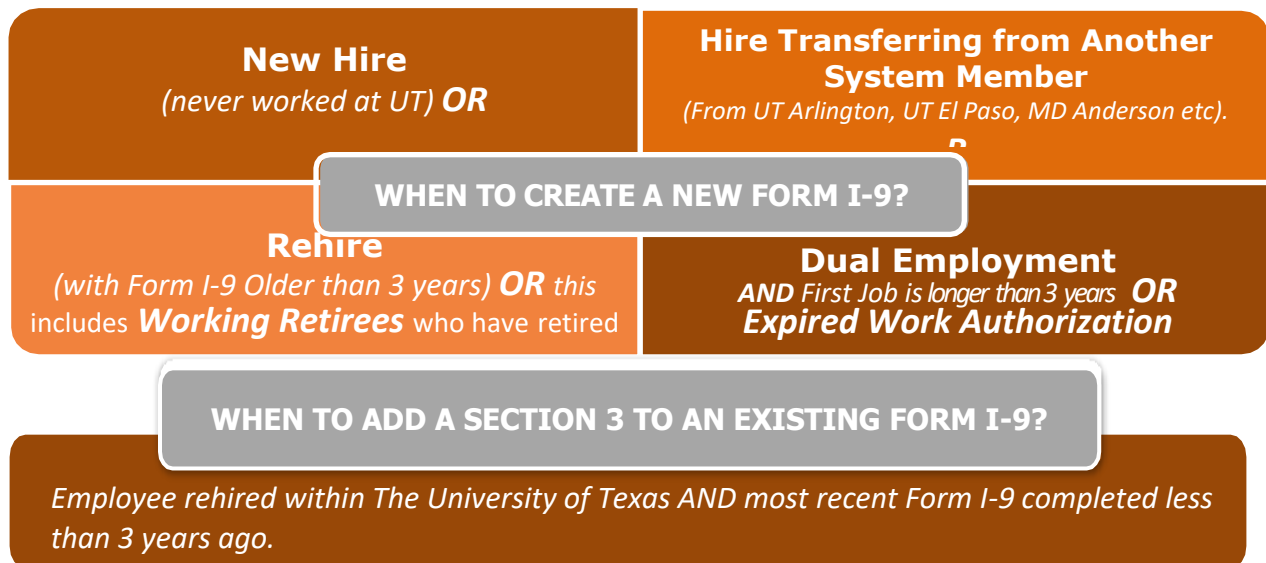 New Hire
(never worked at UT) OR
Hire Transferring from Another
System Member
(From UT Arlington, UT El Paso, MD Anderson etc).
WHEN TO CREATE A NEW FORM I-9?
Rehire
(with Form I-9 Older than 3 years) OR this
includes Working Retirees who have retired
Dual Employment
AND First Job is longer than 3 years OR
Expired Work Authorization
WHEN TO ADD A SECTION 3 TO AN EXISTING FORM I-9?
Employee rehired within The University of Texas AND most recent Form I-9 completed less
than 3 years ago.